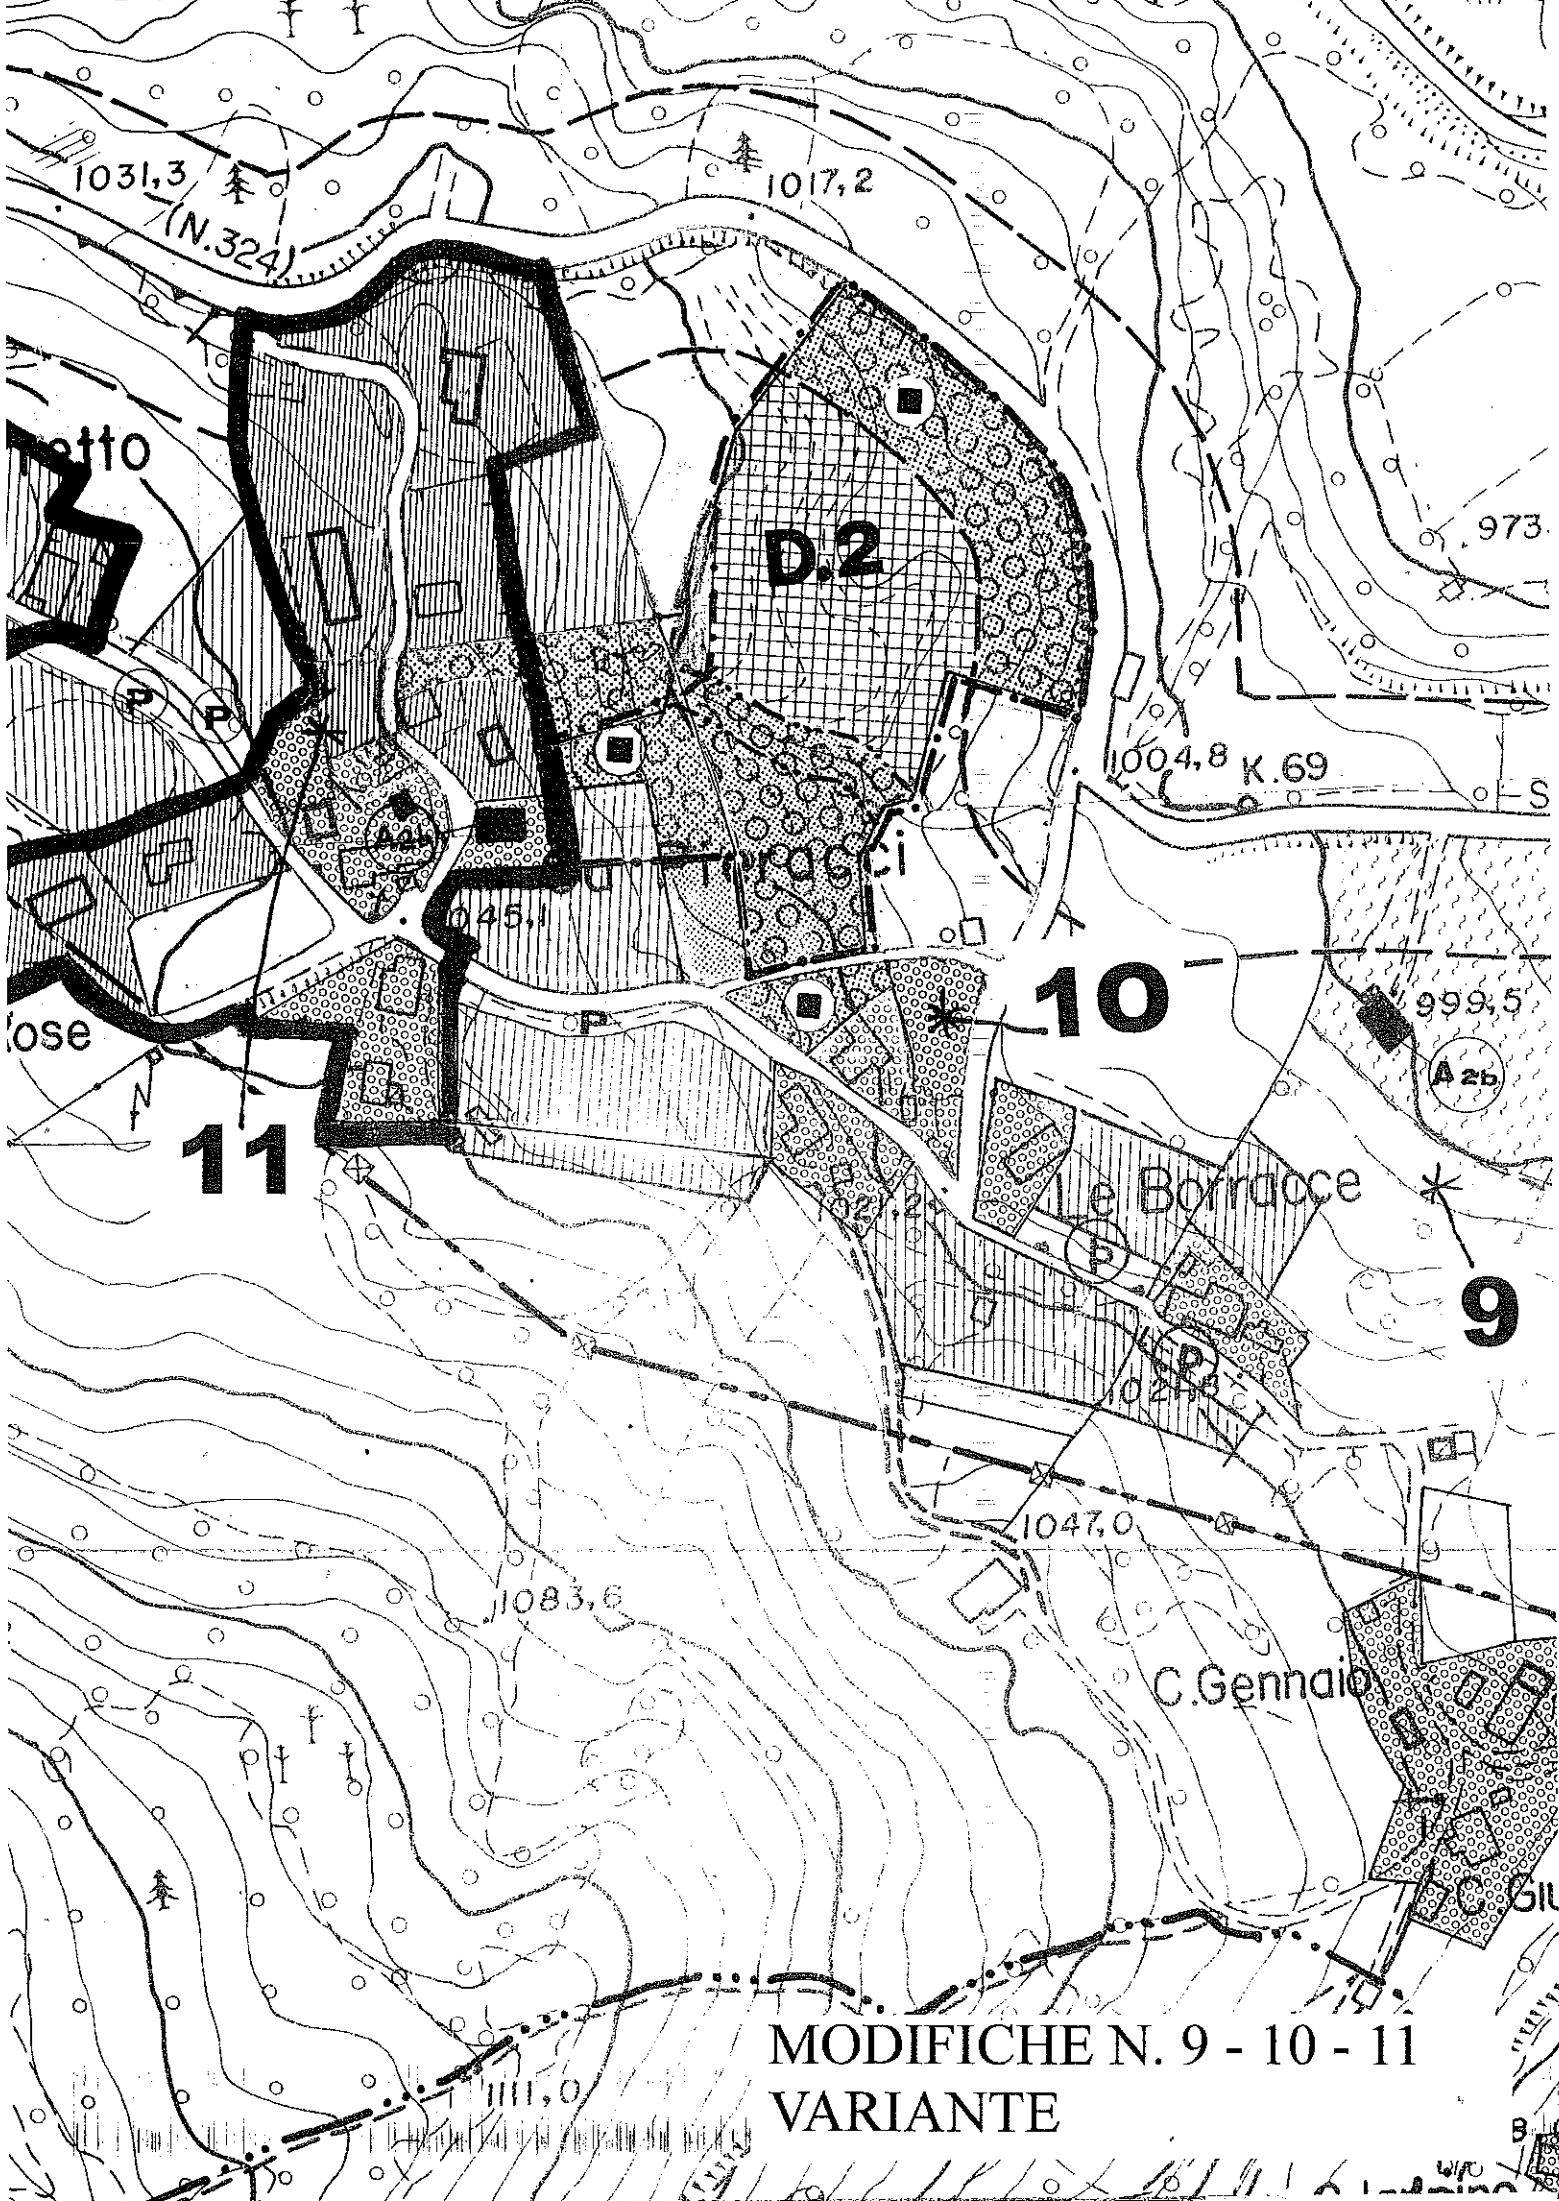 1031,3
(N.324)
1017,2
D.2
973
P
P
1004,8
K.69
A2b
045,1
10
999,5
P
A 2b
11
Le Borracce
P
9
P
1047,0
1083,6
C.Gennaio
MODIFICHE N. 9 - 10 - 11
VARIANTE
1111,0